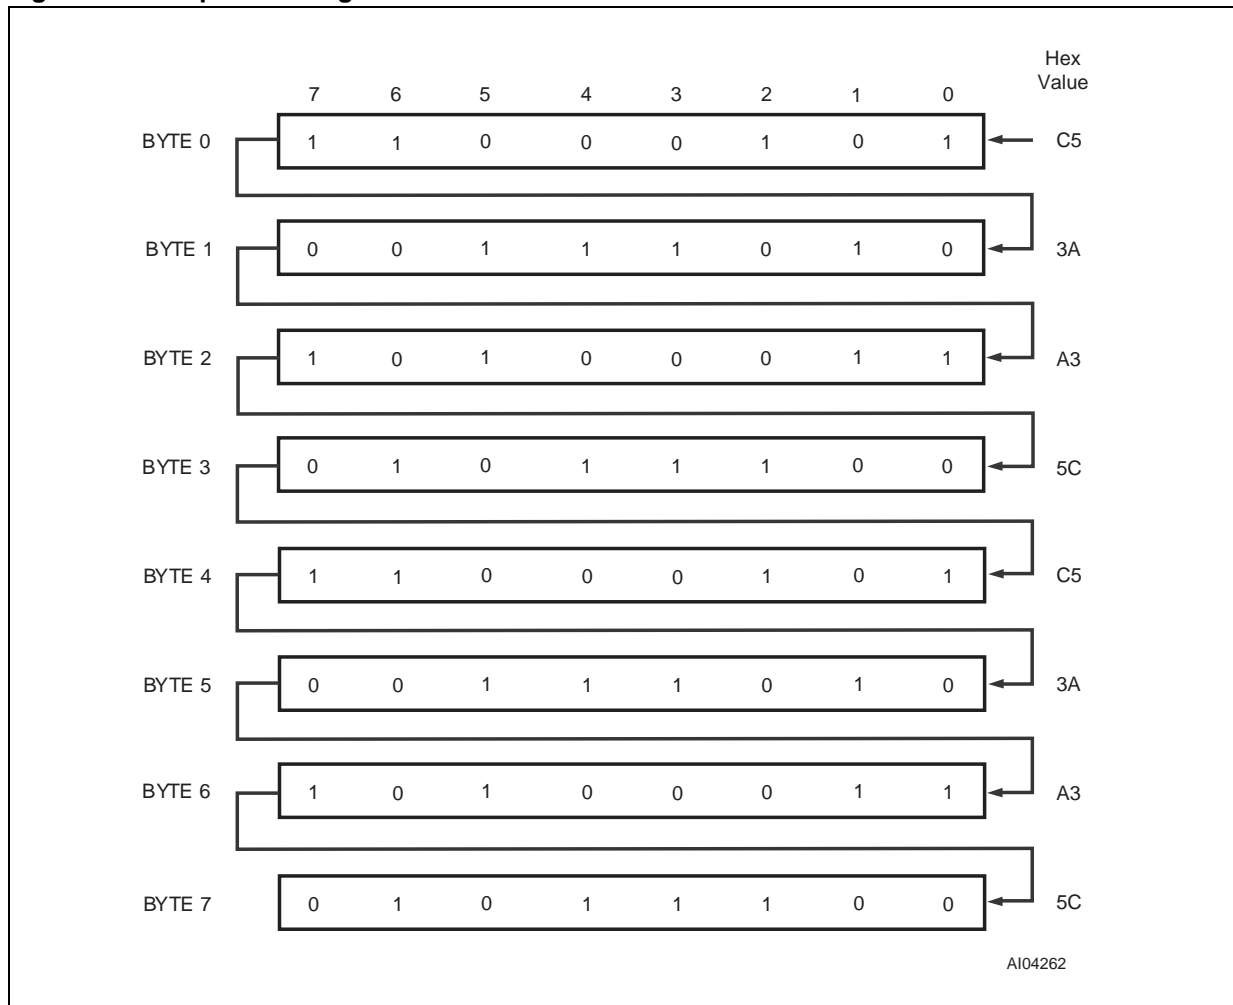 Hex
Value
7 6 5 4 3 2 1 0
BYTE 0 1 1 0 0 0 1 0 1 C5
BYTE 1 0 0 1 1 1 0 1 0 3A
BYTE 2 1 0 1 0 0 0 1 1 A3
BYTE 3 0 1 0 1 1 1 0 0 5C
BYTE 4 1 1 0 0 0 1 0 1 C5
BYTE 5 0 0 1 1 1 0 1 0 3A
BYTE 6 1 0 1 0 0 0 1 1 A3
BYTE 7 0 1 0 1 1 1 0 0 5C
AI04262